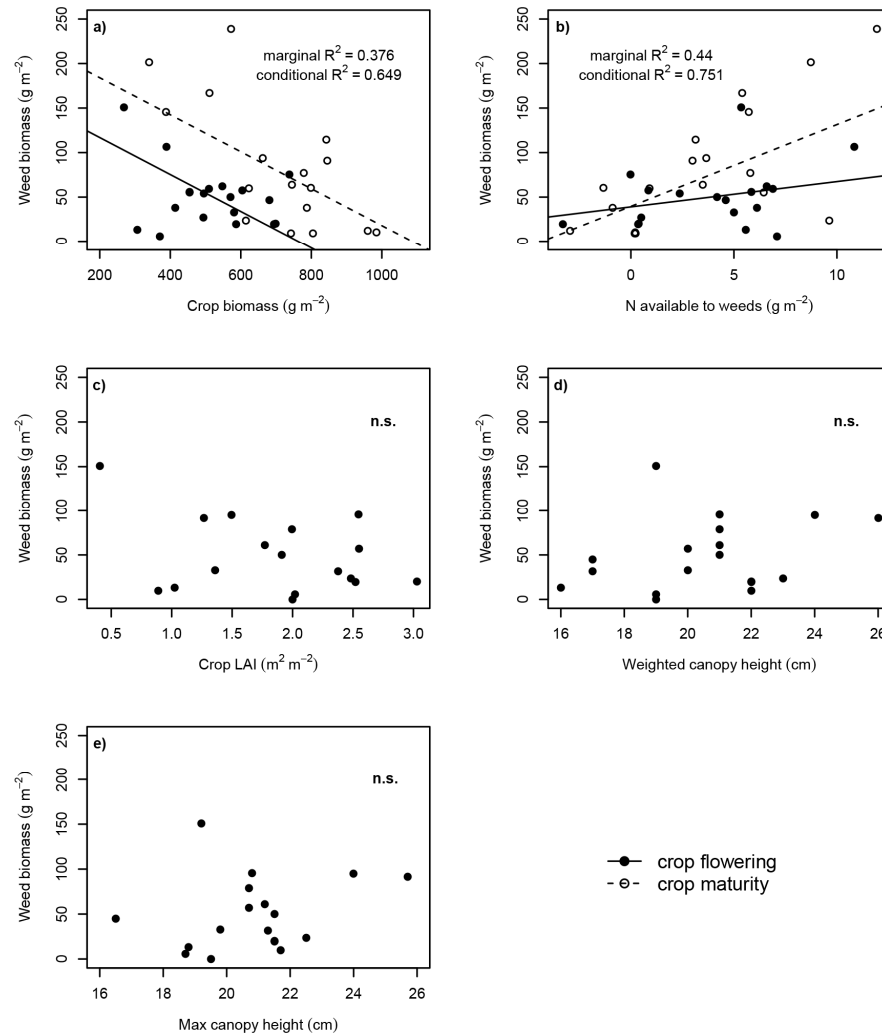 a)
marginal R² = 0.376
conditional R² = 0.649
Weed biomass (g m⁻²)
0 50 100 150 200 250
200 400 600 800 1000
Crop biomass (g m⁻²)
b)
marginal R² = 0.44
conditional R² = 0.751
Weed biomass (g m⁻²)
0 50 100 150 200 250
0 5 10
N available to weeds (g m⁻²)
c)
n.s.
Weed biomass (g m⁻²)
0 50 100 150 200 250
0.5 1.0 1.5 2.0 2.5 3.0
Crop LAI (m² m⁻²)
d)
n.s.
Weed biomass (g m⁻²)
0 50 100 150 200 250
16 18 20 22 24 26
Weighted canopy height (cm)
e)
n.s.
Weed biomass (g m⁻²)
0 50 100 150 200 250
16 18 20 22 24 26
Max canopy height (cm)
crop flowering
crop maturity